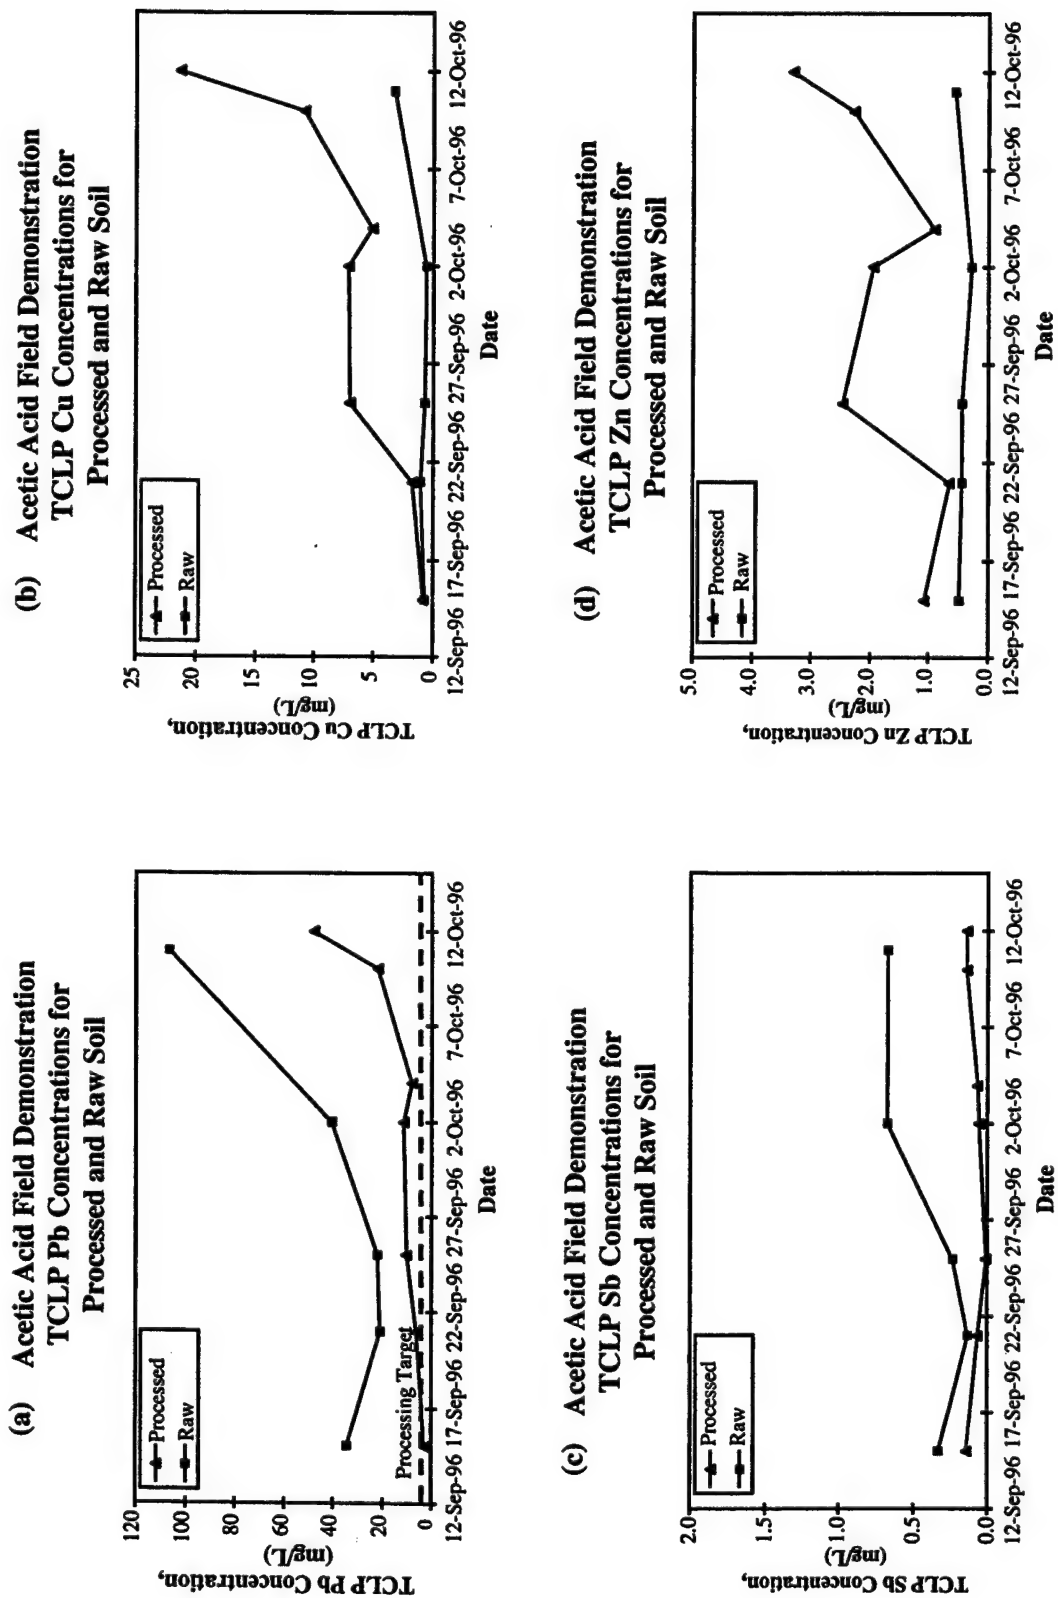 (a) Acetic Acid Field Demonstration
TCLP Pb Concentrations for
Processed and Raw Soil
Processed
Raw
Processing Target
120
100
80
60
40
20
0
TCLP Pb Concentration,
(mg/L)
12-Sep-96 17-Sep-96 22-Sep-96 27-Sep-96 2-Oct-96 7-Oct-96 12-Oct-96
Date
(b) Acetic Acid Field Demonstration
TCLP Cu Concentrations for
Processed and Raw Soil
Processed
Raw
25
20
15
10
5
0
TCLP Cu Concentration,
(mg/L)
12-Sep-96 17-Sep-96 22-Sep-96 27-Sep-96 2-Oct-96 7-Oct-96 12-Oct-96
Date
(c) Acetic Acid Field Demonstration
TCLP Sb Concentrations for
Processed and Raw Soil
Processed
Raw
2.0
1.5
1.0
0.5
0.0
TCLP Sb Concentration,
(mg/L)
12-Sep-96 17-Sep-96 22-Sep-96 27-Sep-96 2-Oct-96 7-Oct-96 12-Oct-96
Date
(d) Acetic Acid Field Demonstration
TCLP Zn Concentrations for
Processed and Raw Soil
Processed
Raw
5.0
4.0
3.0
2.0
1.0
0.0
TCLP Zn Concentration,
(mg/L)
12-Sep-96 17-Sep-96 22-Sep-96 27-Sep-96 2-Oct-96 7-Oct-96 12-Oct-96
Date